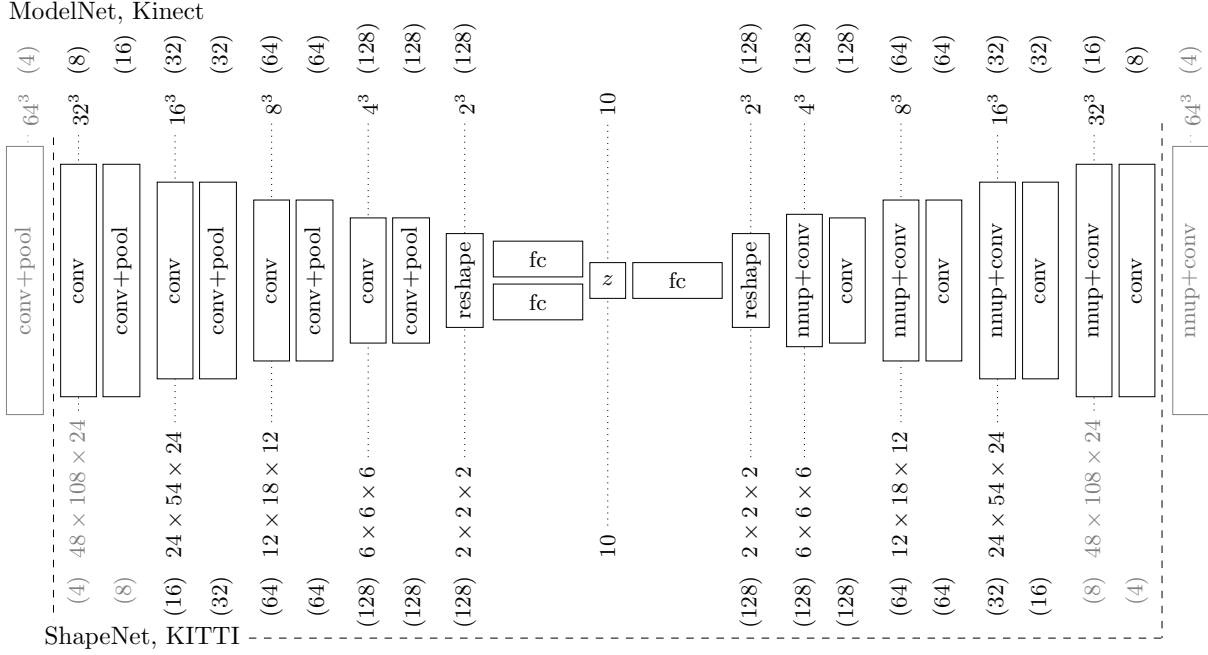 ModelNet, Kinect
(4) (8) (16) (32) (32) (64) (64) (128) (128) (128) (128) (128) (128) (64) (64) (32) (32) (16) (8) (4)
64³ 32³ 16³ 8³ 4³ 2³ 10 2³ 4³ 8³ 16³ 32³ 64³
conv+pool conv conv+pool conv conv+pool conv conv+pool conv conv+pool reshape fc fc z fc reshape nnup+conv conv nnup+conv conv nnup+conv conv nnup+conv conv nnup+conv
48 × 108 × 24 24 × 54 × 24 12 × 18 × 12 6 × 6 × 6 2 × 2 × 2 10 2 × 2 × 2 6 × 6 × 6 12 × 18 × 12 24 × 54 × 24 48 × 108 × 24
(4) (8) (16) (32) (64) (64) (128) (128) (128) (128) (128) (128) (64) (64) (32) (16) (8) (4)
ShapeNet, KITTI